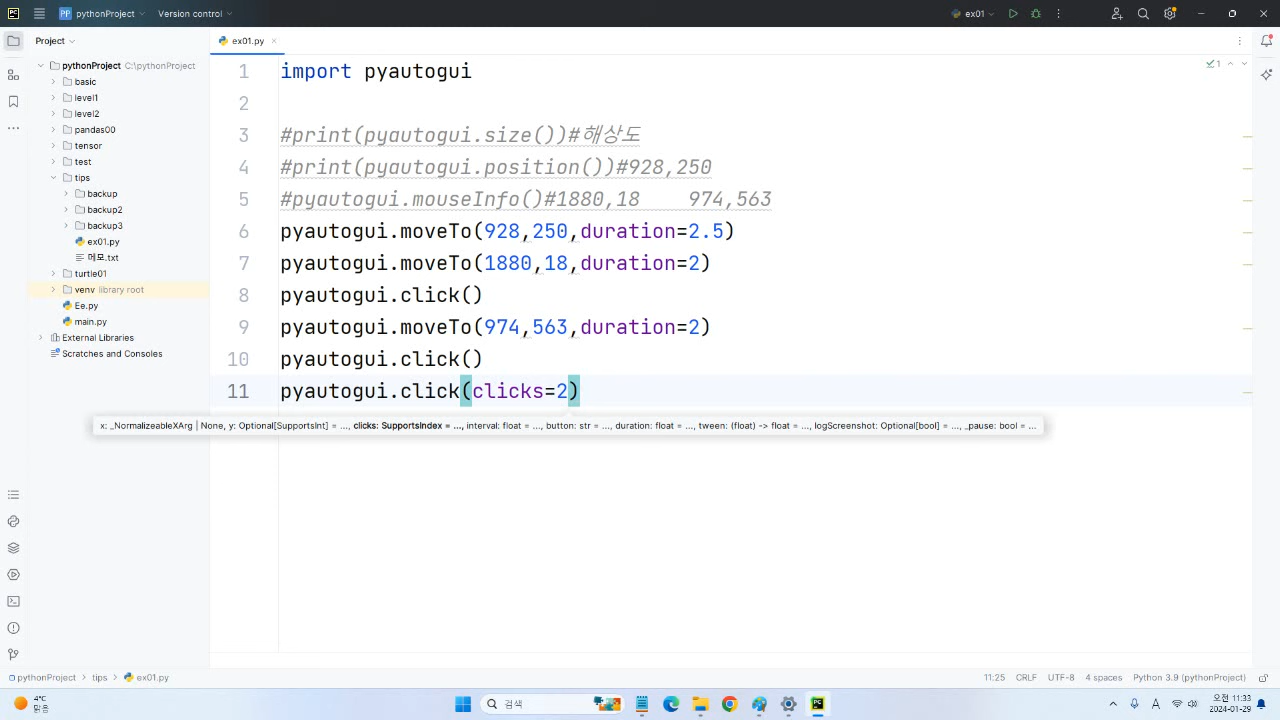 PC PP pythonProject Version control ex01
Project ex01.py
pythonProject C:\pythonProject
basic
level1
level2
pandas00
tensor
test
tips
backup
backup2
backup3
ex01.py
메모.txt
turtle01
venv library root
Ee.py
main.py
External Libraries
Scratches and Consoles
1 import pyautogui
2
3 #print(pyautogui.size())#해상도
4 #print(pyautogui.position())#928,250
5 #pyautogui.mouseInfo()#1880,18    974,563
6 pyautogui.moveTo(928,250,duration=2.5)
7 pyautogui.moveTo(1880,18,duration=2)
8 pyautogui.click()
9 pyautogui.moveTo(974,563,duration=2)
10 pyautogui.click()
11 pyautogui.click(clicks=2)
1
x: _NormalizeableXArg | None, y: Optional[SupportsInt] = ..., clicks: SupportsIndex = ..., interval: float = ..., button: str = ..., duration: float = ..., tween: (float) -> float = ..., logScreenshot: Optional[bool] = ..., _pause: bool = ...
pythonProject > tips > ex01.py 11:25 CRLF UTF-8 4 spaces Python 3.9 (pythonProject)
4°C
맑음
검색
PC
A
오전 11:33
2024-01-29